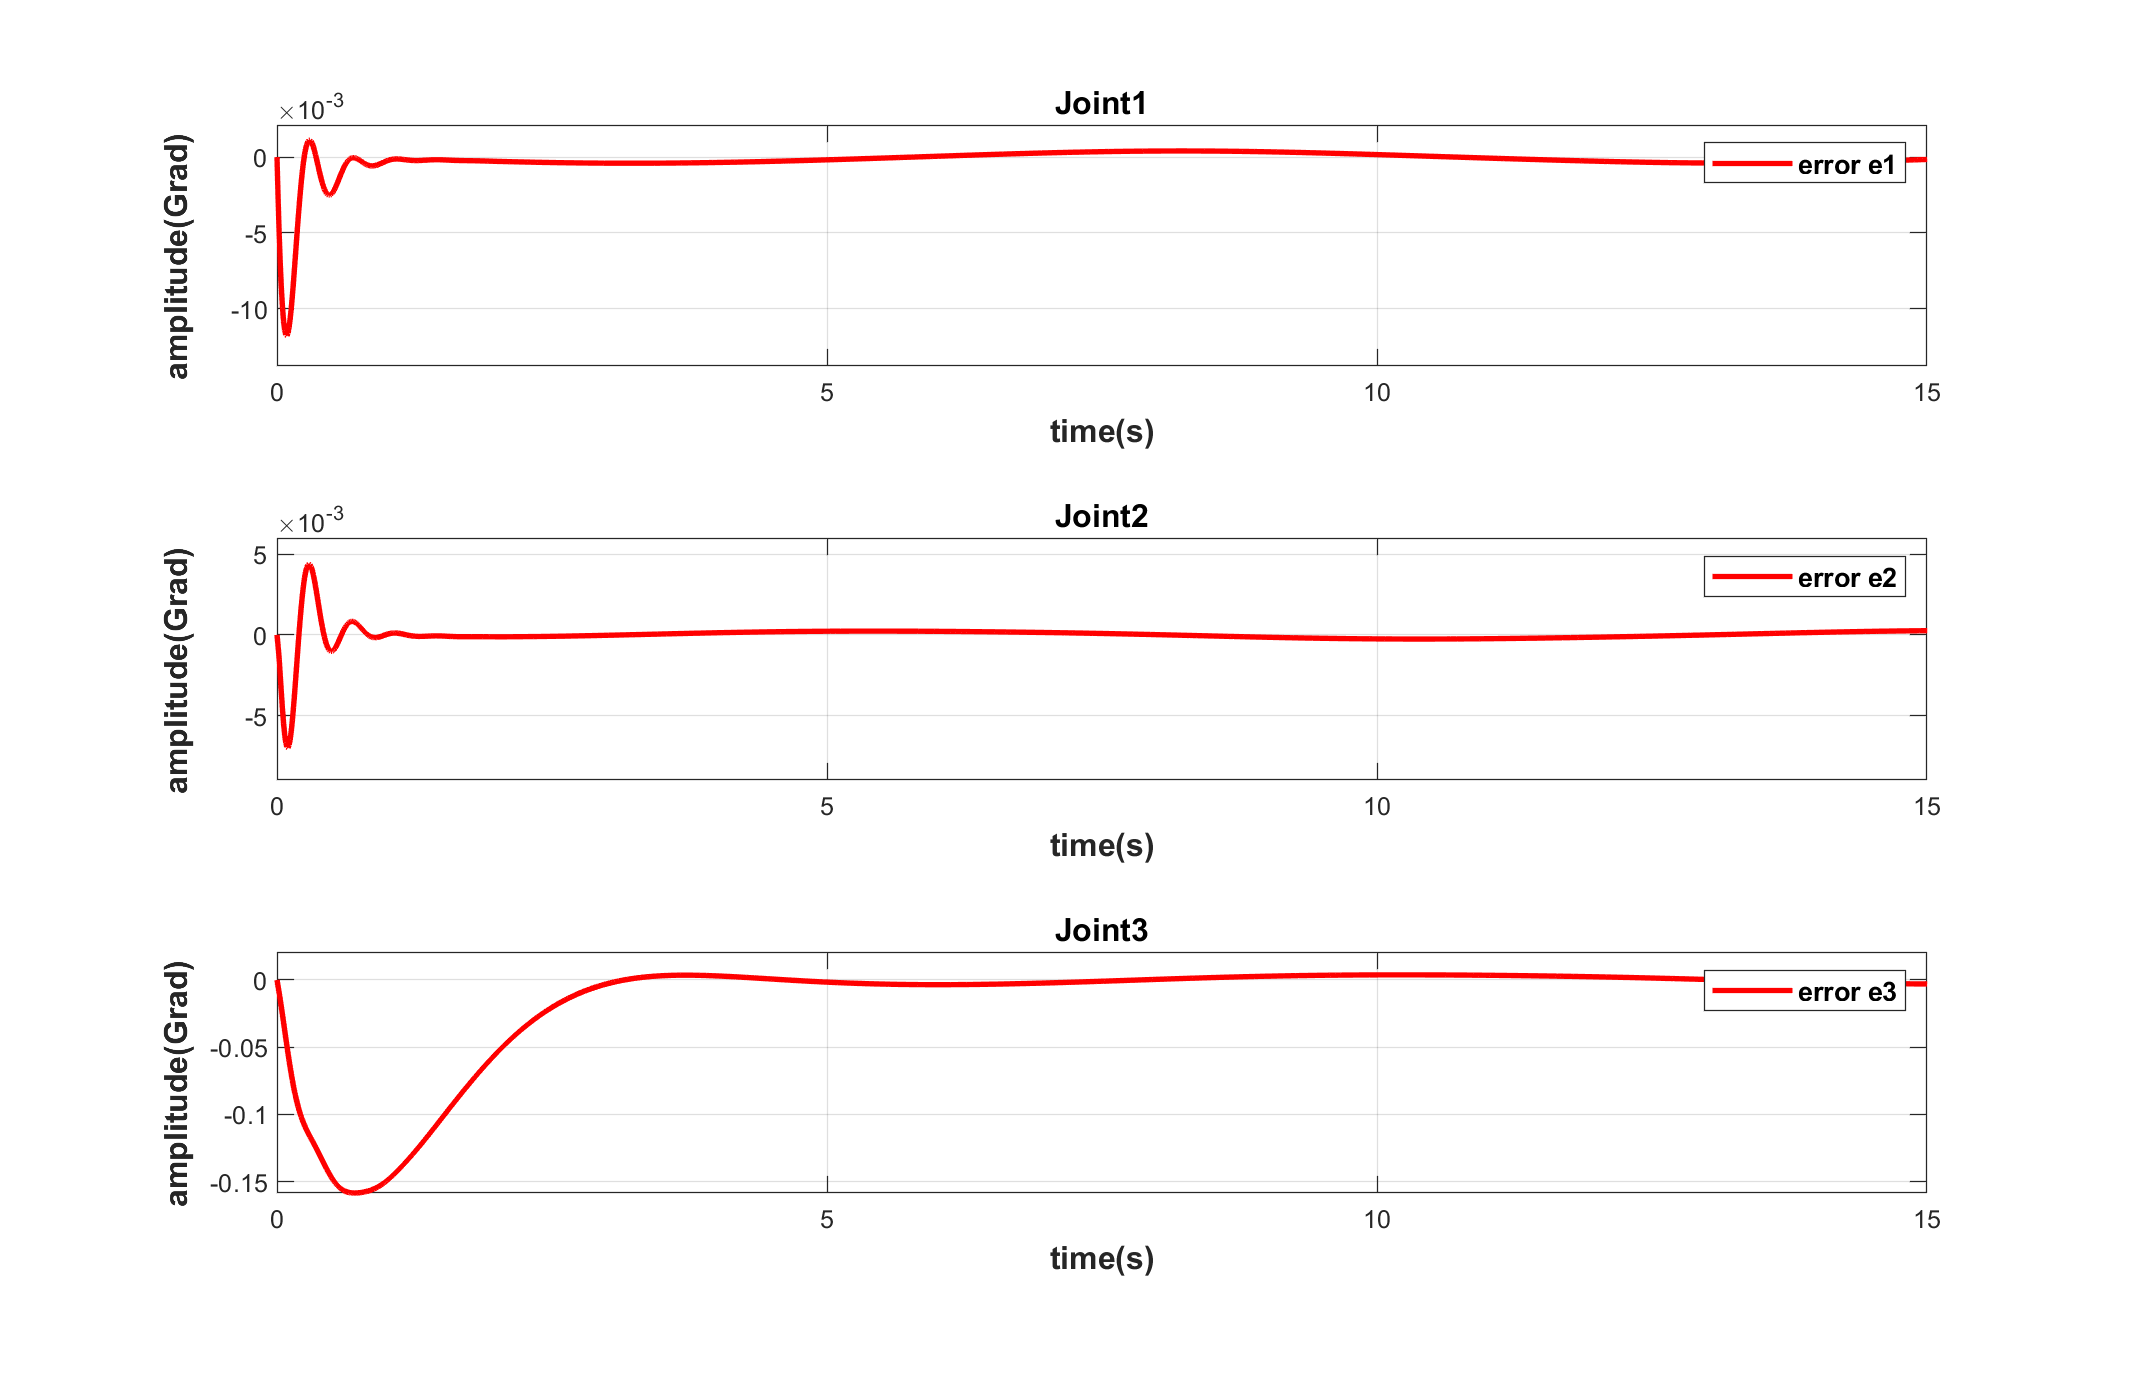 Joint1
×10-3
0
-5
-10
amplitude(Grad)
error e1
0 5 10 15
time(s)
Joint2
×10-3
5
0
-5
amplitude(Grad)
error e2
0 5 10 15
time(s)
Joint3
0
-0.05
-0.1
-0.15
amplitude(Grad)
error e3
0 5 10 15
time(s)